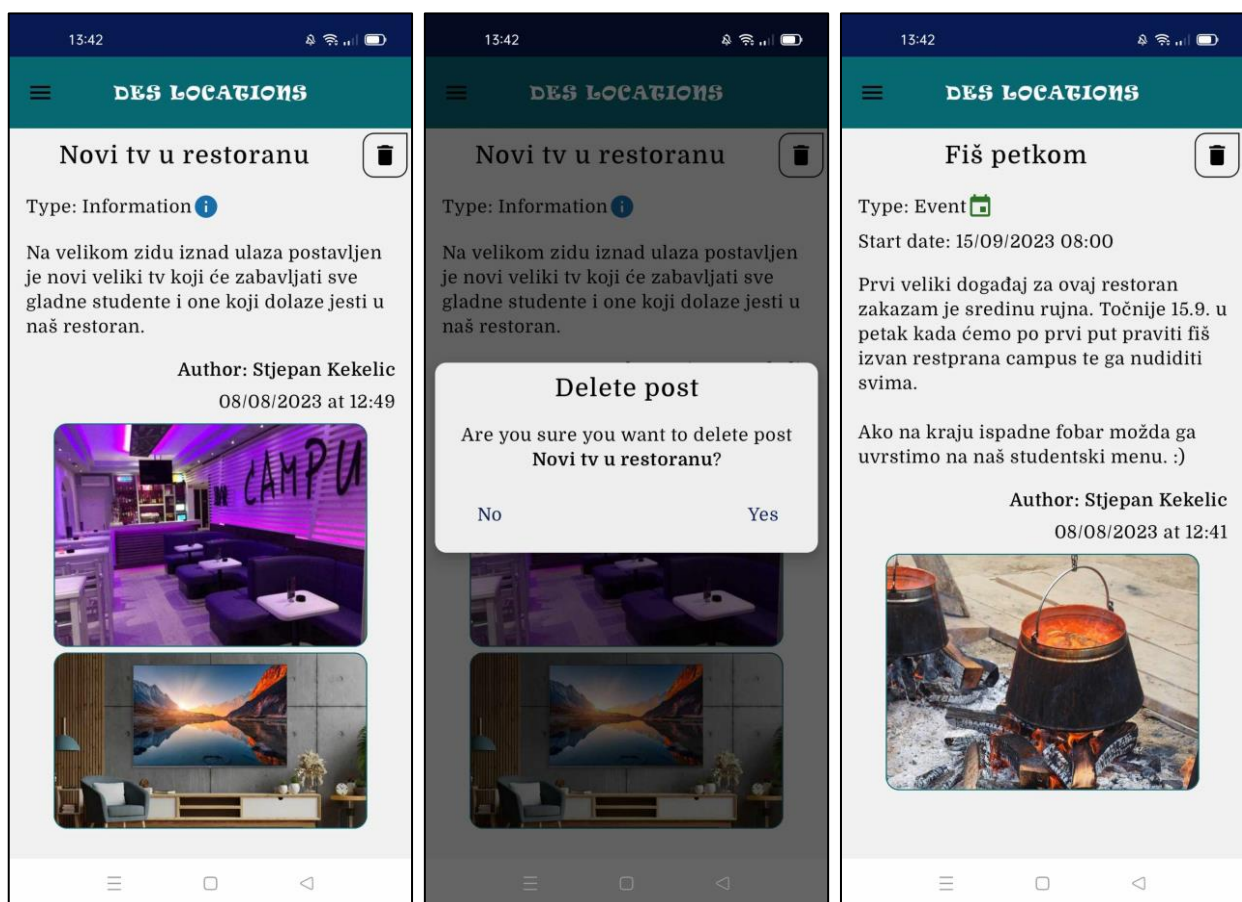 13:42
DES LOCATIONS
Novi tv u restoranu
Type: Information
Na velikom zidu iznad ulaza postavljen
je novi veliki tv koji će zabavljati sve
gladne studente i one koji dolaze jesti u
naš restoran.
Author: Stjepan Kekelic
08/08/2023 at 12:49
CAMPU
13:42
DES LOCATIONS
Novi tv u restoranu
Type: Information
Na velikom zidu iznad ulaza postavljen
je novi veliki tv koji će zabavljati sve
gladne studente i one koji dolaze jesti u
naš restoran.
Delete post
Are you sure you want to delete post
Novi tv u restoranu?
No Yes
13:42
DES LOCATIONS
Fiš petkom
Type: Event
Start date: 15/09/2023 08:00
Prvi veliki događaj za ovaj restoran
zakazam je sredinu rujna. Točnije 15.9. u
petak kada ćemo po prvi put praviti fiš
izvan restprana campus te ga nuditi
svima.
Ako na kraju ispadne fobar možda ga
uvrstimo na naš studentski menu. :)
Author: Stjepan Kekelic
08/08/2023 at 12:41